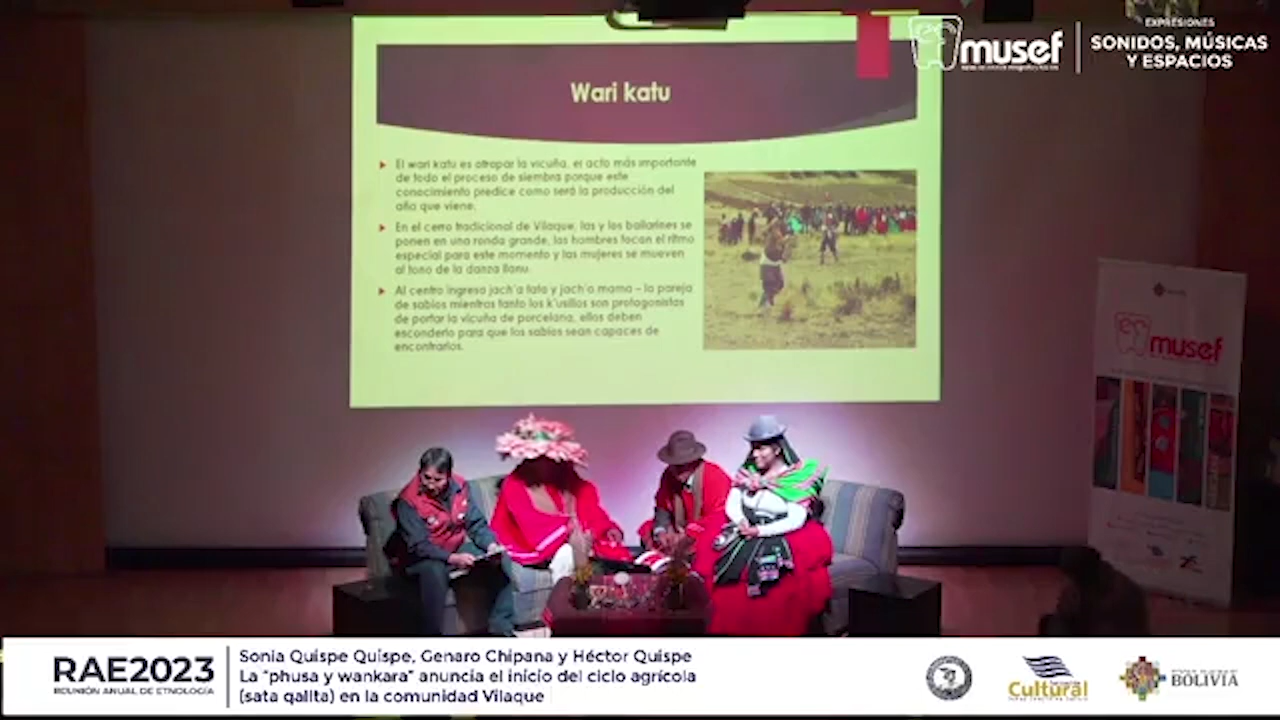 musef
EXPRESIONES
SONIDOS, MÚSICAS
Y ESPACIOS
Wari katu
El wari katu es atrapar la vicuña, el acto más importante
de todo el proceso de siembra porque este
conocimiento predice como será la producción del
año que viene.
En el cerro tradicional de Vilaque, las y los bailarines se
ponen en una ronda grande, los hombres tocan el ritmo
especial para este momento y las mujeres se mueven
al tono de la danza llanu.
Al centro ingresa jach'a tata y jach'a mama – la pareja
de sabios mientras tanto los k'usillos son protagonistas
de portar la vicuña de porcelana, ellos deben
esconderlo para que los sabios sean capaces de
encontrarlos.
musef
RAE2023
REUNIÓN ANUAL DE ETNOLOGÍA
Sonia Quispe Quispe, Genaro Chipana y Héctor Quispe
La "phusa y wankara" anuncia el inicio del ciclo agrícola
(sata qallta) en la comunidad Vilaque
Cultural
BOLIVIA